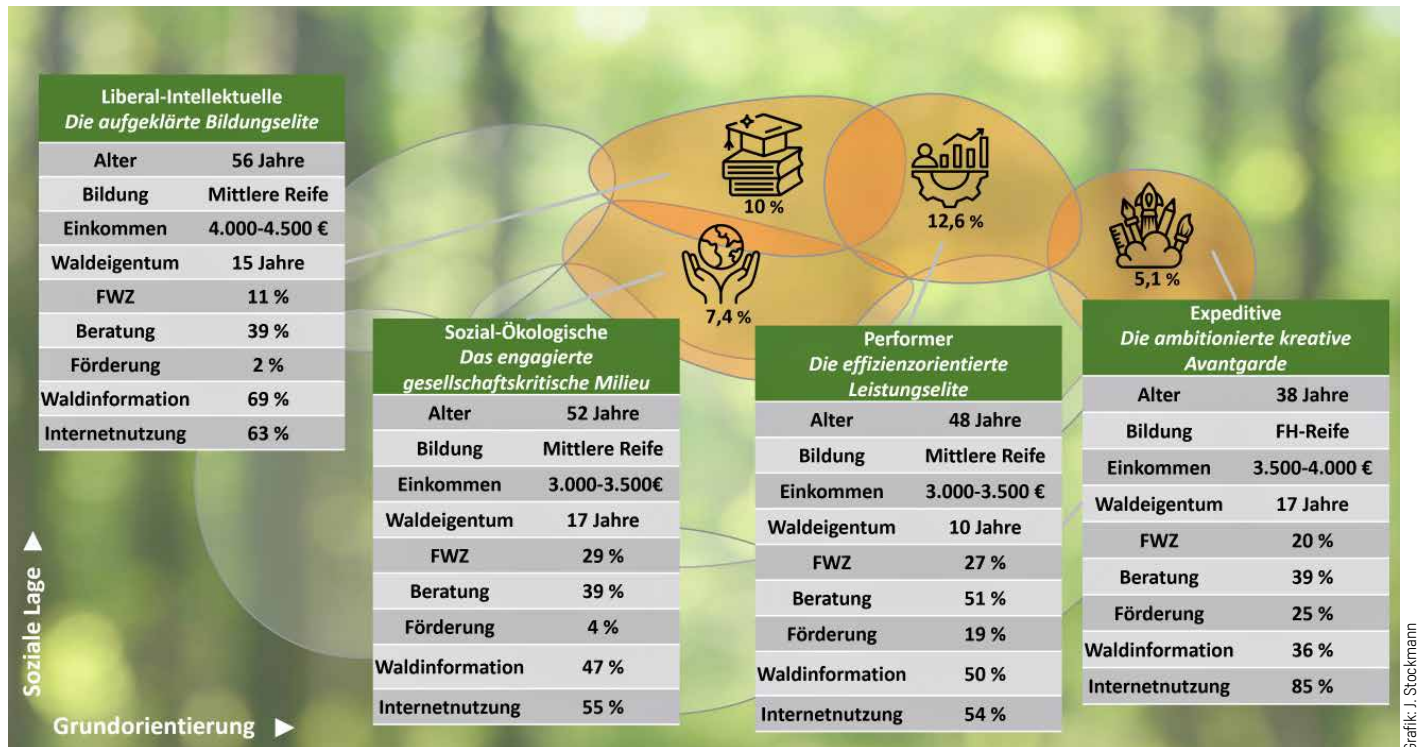 Liberal-Intellektuelle
Die aufgeklärte Bildungselite
Alter 56 Jahre
Bildung Mittlere Reife
Einkommen 4.000-4.500 €
Waldeigentum 15 Jahre
FWZ 11 %
Beratung 39 %
Förderung 2 %
Waldinformation 69 %
Internetnutzung 63 %
10 %
12,6 %
5,1 %
7,4 %
Sozial-Ökologische
Das engagierte
gesellschaftskritische Milieu
Alter 52 Jahre
Bildung Mittlere Reife
Einkommen 3.000-3.500€
Waldeigentum 17 Jahre
FWZ 29 %
Beratung 39 %
Förderung 4 %
Waldinformation 47 %
Internetnutzung 55 %
Performer
Die effizienzorientierte
Leistungselite
Alter 48 Jahre
Bildung Mittlere Reife
Einkommen 3.000-3.500 €
Waldeigentum 10 Jahre
FWZ 27 %
Beratung 51 %
Förderung 19 %
Waldinformation 50 %
Internetnutzung 54 %
Expeditive
Die ambitionierte kreative
Avantgarde
Alter 38 Jahre
Bildung FH-Reife
Einkommen 3.500-4.000 €
Waldeigentum 17 Jahre
FWZ 20 %
Beratung 39 %
Förderung 25 %
Waldinformation 36 %
Internetnutzung 85 %
Soziale Lage
Grundorientierung
Grafik: J. Stockmann